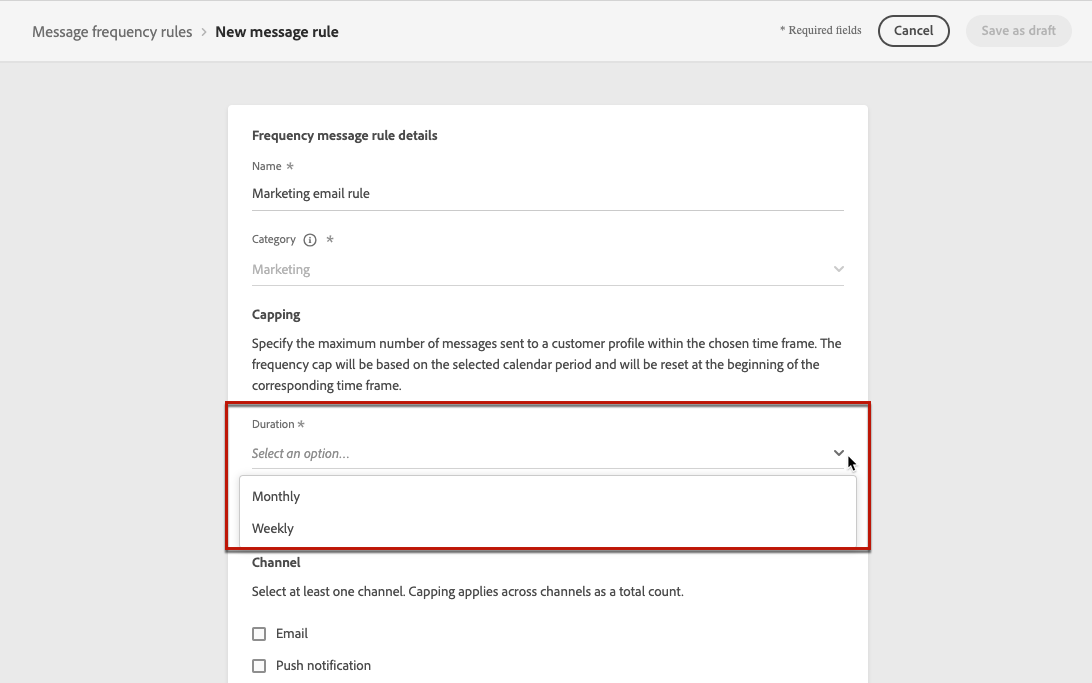 Message frequency rules > New message rule
* Required fields
Cancel
Save as draft
Frequency message rule details
Name *
Marketing email rule
Category *
Marketing
Capping
Specify the maximum number of messages sent to a customer profile within the chosen time frame. The
frequency cap will be based on the selected calendar period and will be reset at the beginning of the
corresponding time frame.
Duration *
Select an option...
Monthly
Weekly
Channel
Select at least one channel. Capping applies across channels as a total count.
Email
Push notification